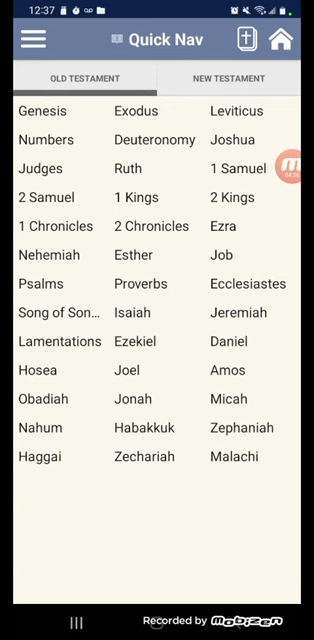 12:37
Quick Nav
OLD TESTAMENT NEW TESTAMENT
Genesis Exodus Leviticus
Numbers Deuteronomy Joshua
Judges Ruth 1 Samuel
2 Samuel 1 Kings 2 Kings
1 Chronicles 2 Chronicles Ezra
Nehemiah Esther Job
Psalms Proverbs Ecclesiastes
Song of Son... Isaiah Jeremiah
Lamentations Ezekiel Daniel
Hosea Joel Amos
Obadiah Jonah Micah
Nahum Habakkuk Zephaniah
Haggai Zechariah Malachi
Recorded by mobizen